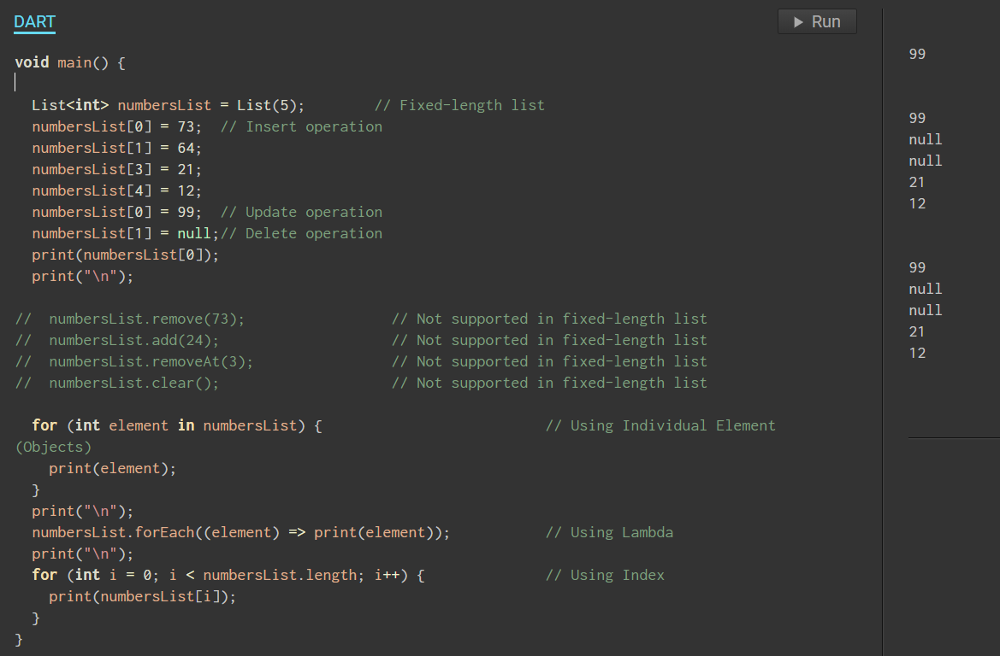 DART
Run
void main() {
List<int> numbersList = List(5);        // Fixed-length list
numbersList[0] = 73;  // Insert operation
numbersList[1] = 64;
numbersList[3] = 21;
numbersList[4] = 12;
numbersList[0] = 99;  // Update operation
numbersList[1] = null;// Delete operation
print(numbersList[0]);
print("\n");
//  numbersList.remove(73);                 // Not supported in fixed-length list
//  numbersList.add(24);                    // Not supported in fixed-length list
//  numbersList.removeAt(3);                // Not supported in fixed-length list
//  numbersList.clear();                    // Not supported in fixed-length list
for (int element in numbersList) {                          // Using Individual Element
(Objects)
print(element);
}
print("\n");
numbersList.forEach((element) => print(element));           // Using Lambda
print("\n");
for (int i = 0; i < numbersList.length; i++) {              // Using Index
print(numbersList[i]);
}
}
99
99
null
null
21
12
99
null
null
21
12